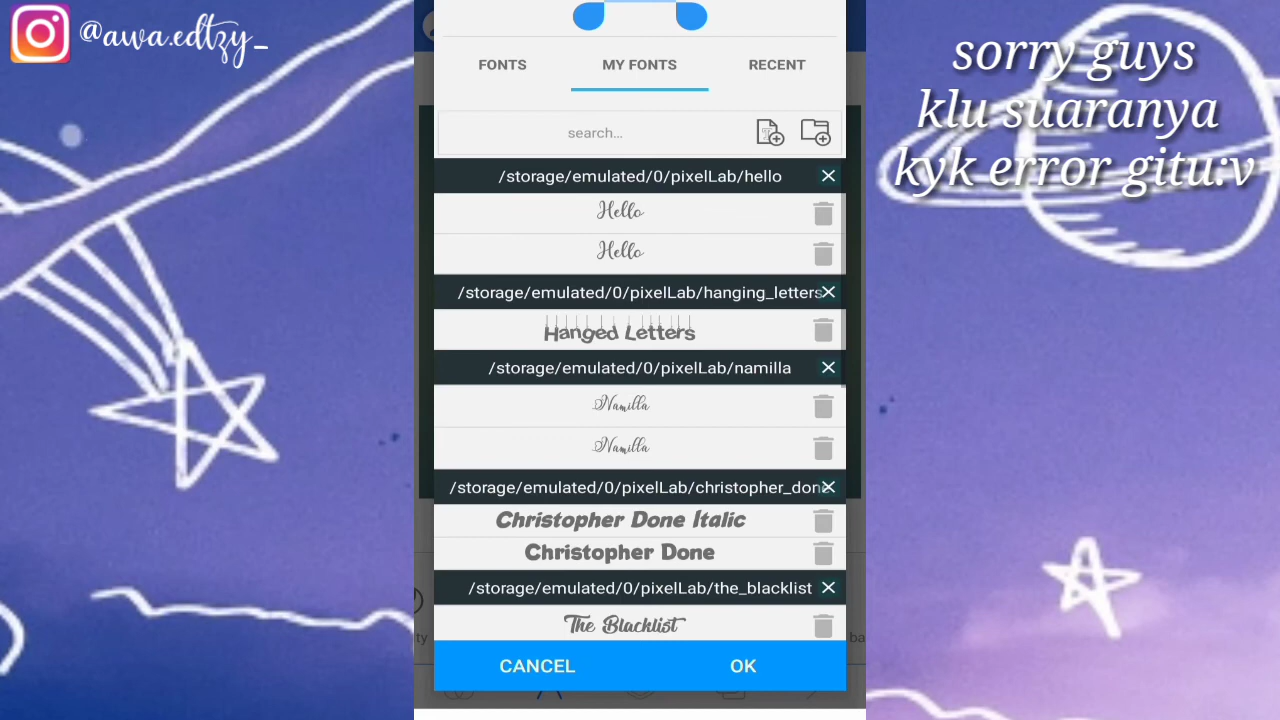 @awa.edtzy_
sorry guys
klu suaranya
kyk error gitu:v
FONTS
MY FONTS
RECENT
search...
/storage/emulated/0/pixelLab/hello
Hello
Hello
/storage/emulated/0/pixelLab/hanging_letters
Hanged Letters
/storage/emulated/0/pixelLab/namilla
Namilla
Namilla
/storage/emulated/0/pixelLab/christopher_done
Christopher Done Italic
Christopher Done
/storage/emulated/0/pixelLab/the_blacklist
The Blacklist
CANCEL
OK